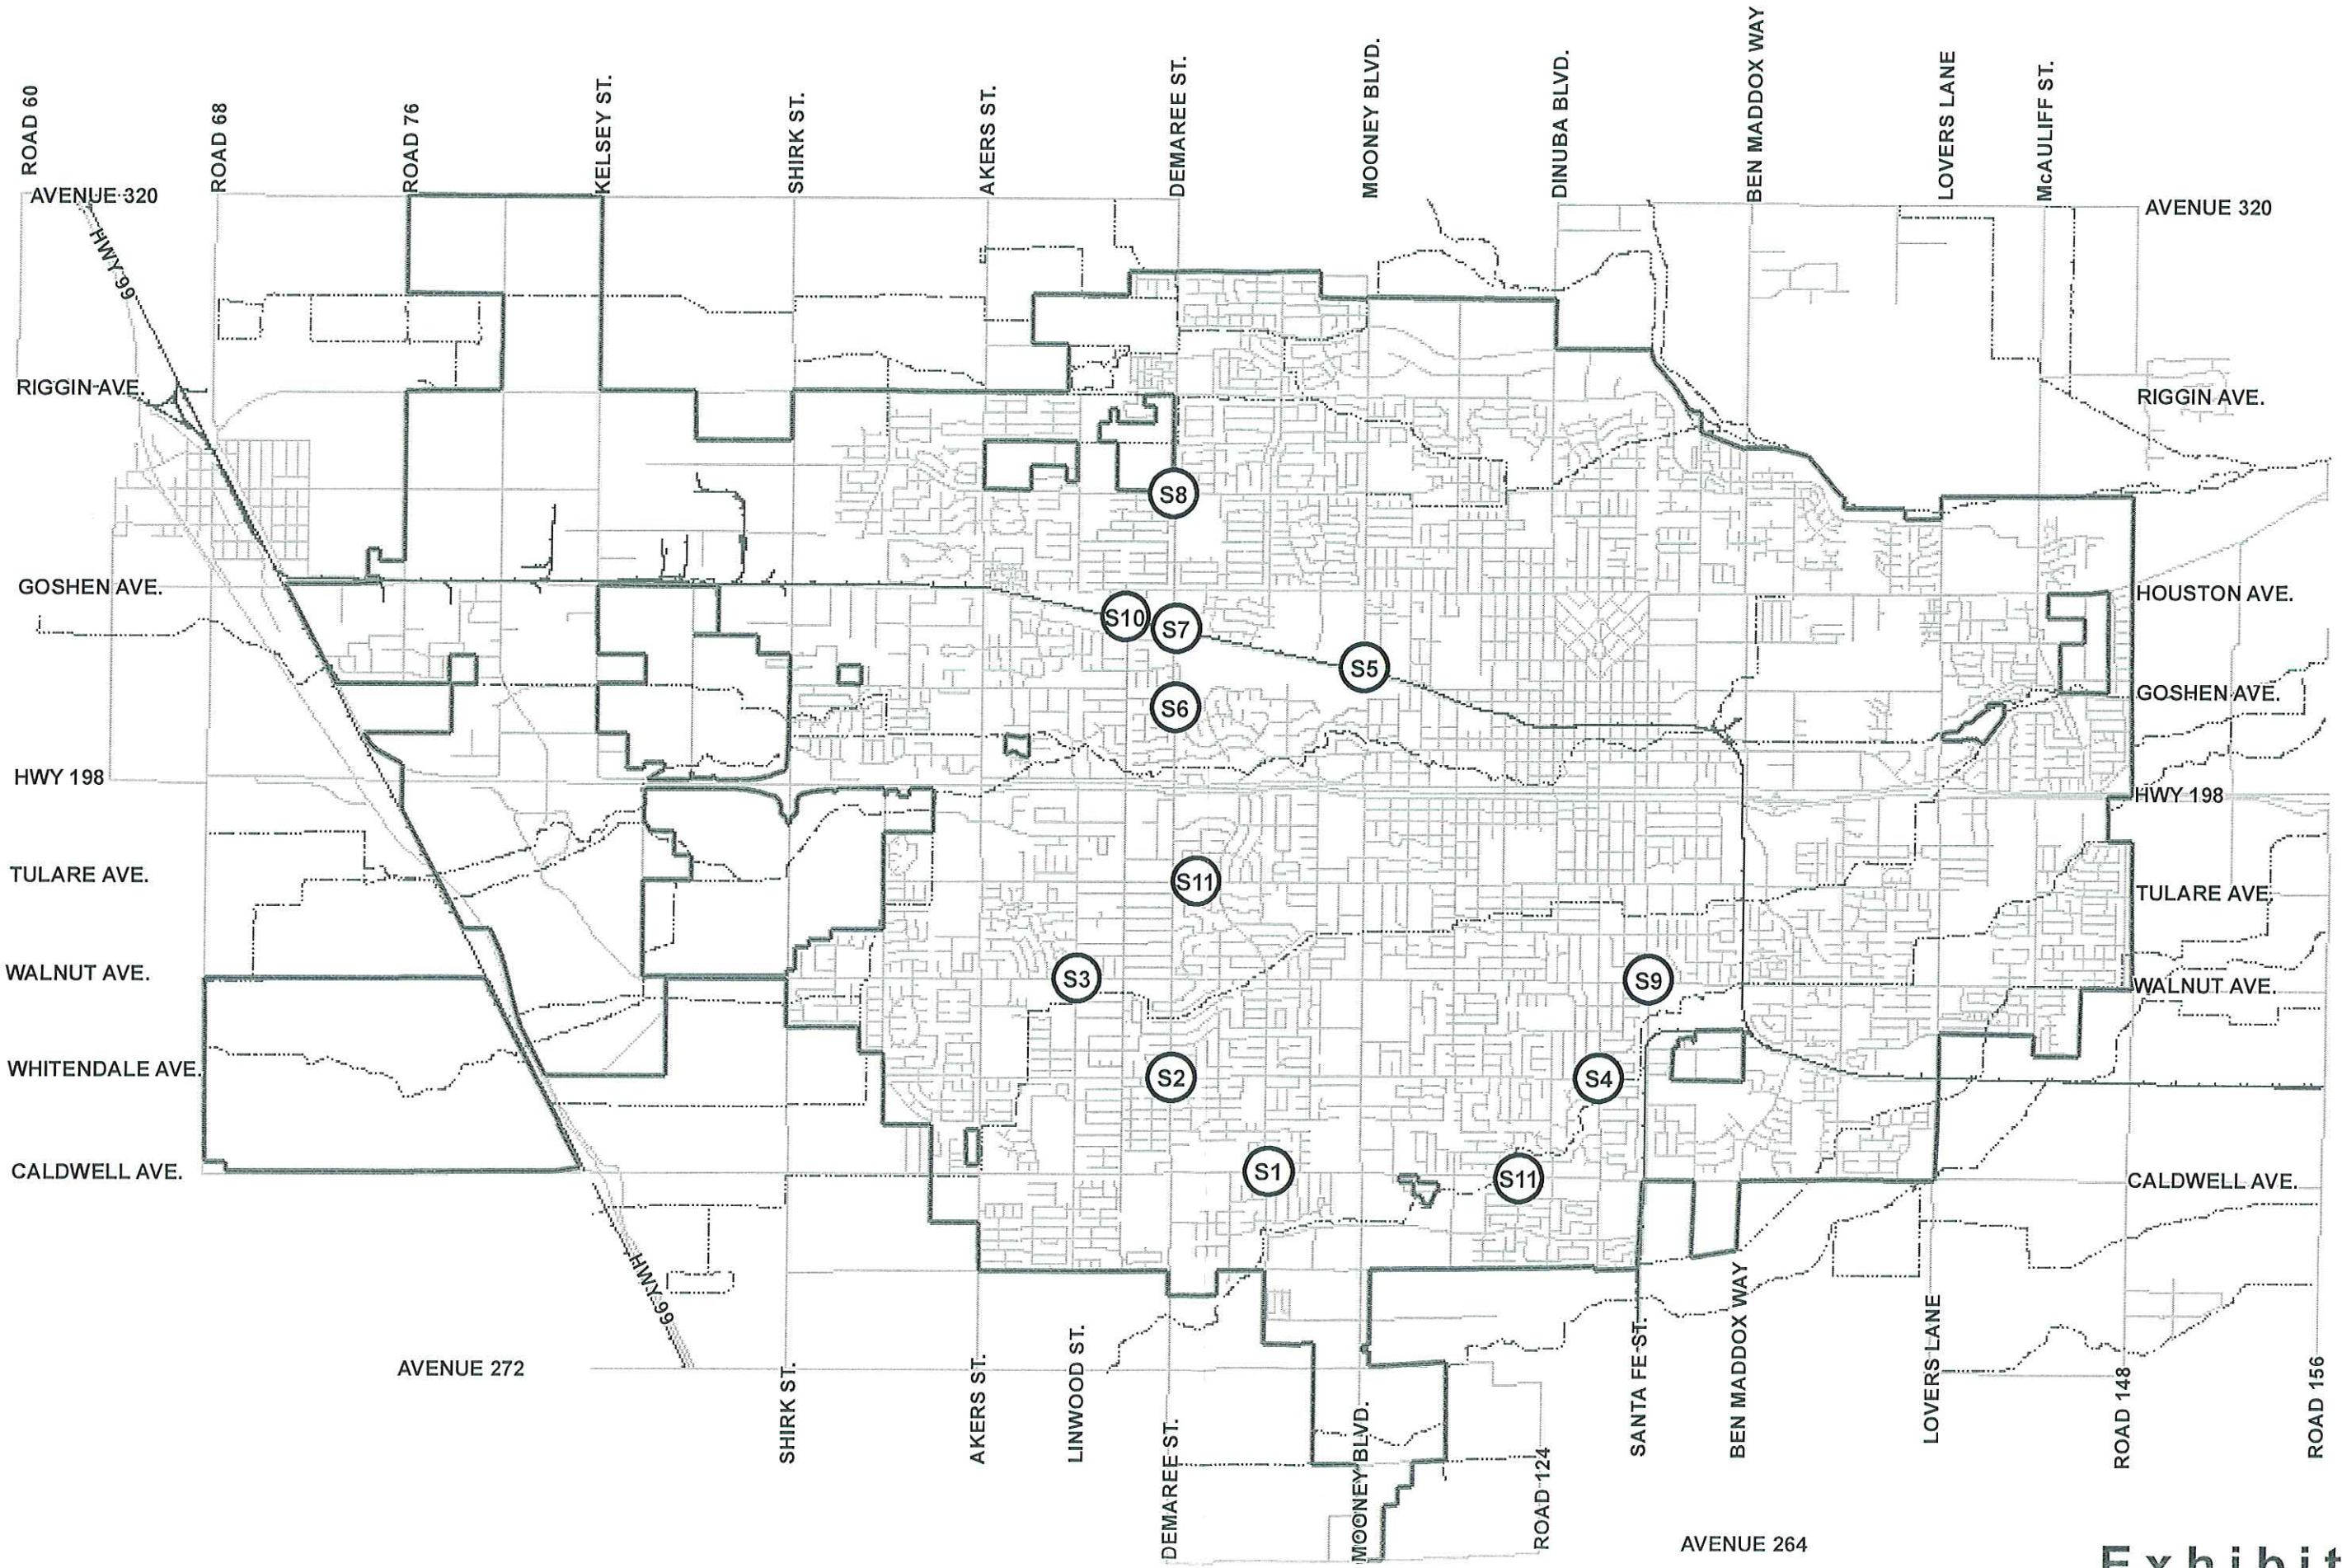 ROAD 60
ROAD 68
ROAD 76
KELSEY ST.
SHIRK ST.
AKERS ST.
DEMAREE ST.
MOONEY BLVD.
DINUBA BLVD.
BEN MADDOX WAY
LOVERS LANE
McAULIFF ST.
AVENUE 320
AVENUE 320
HWY 99
RIGGIN AVE.
RIGGIN AVE.
S8
GOSHEN AVE.
HOUSTON AVE.
S10
S7
S5
S6
GOSHEN AVE.
HWY 198
HWY 198
TULARE AVE.
S11
TULARE AVE.
WALNUT AVE.
S3
S9
WALNUT AVE.
WHITENDALE AVE.
S2
S4
CALDWELL AVE.
S1
S11
CALDWELL AVE.
HWY 99
AVENUE 272
SHIRK ST.
AKERS ST.
LINWOOD ST.
DEMAREE ST.
MOONEY BLVD.
ROAD 124
SANTA FE ST.
BEN MADDOX WAY
LOVERS LANE
ROAD 148
ROAD 156
AVENUE 264
Exhibit